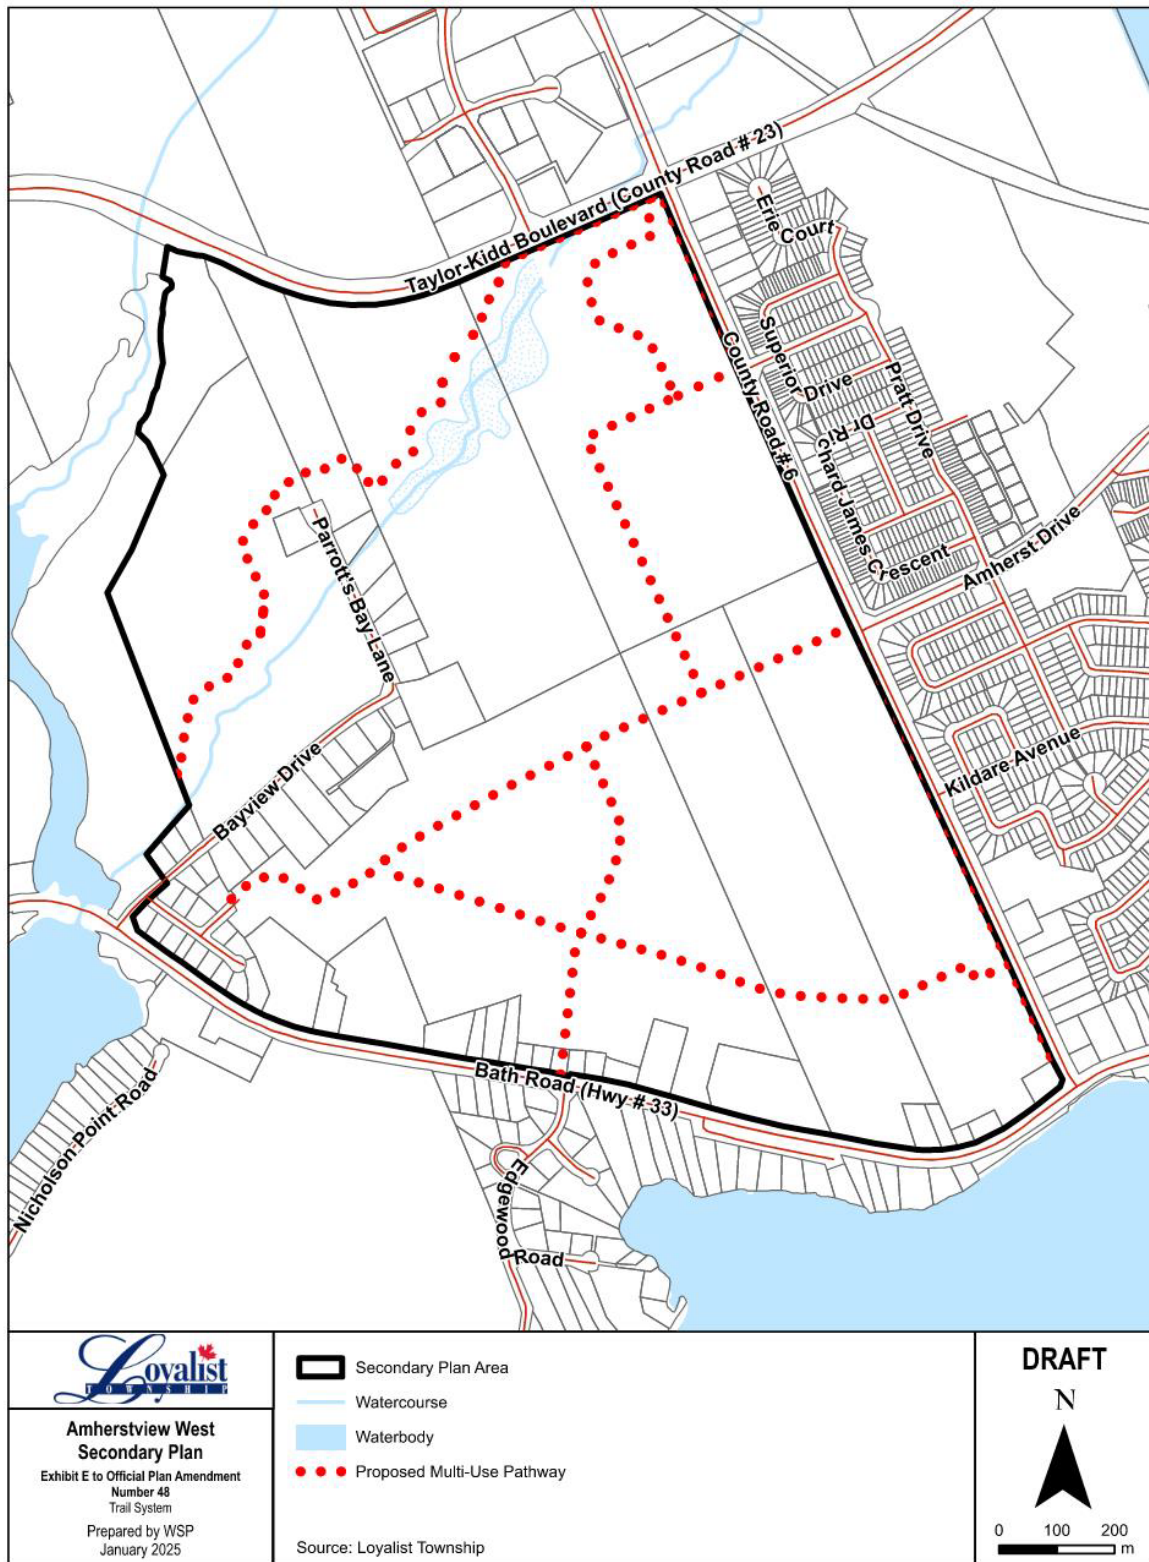 Taylor-Kidd Boulevard (County Road # 23)
Erie Court
Superior Drive
Pratt Drive
County Road # 6
Dr Richard James Crescent
Amherst Drive
Parrott's Bay Lane
Kildare Avenue
Bayview Drive
Bath Road (Hwy # 33)
Nicholson Point Road
Edgewood Road
Loyalist
TOWNSHIP
Amherstview West
Secondary Plan
Exhibit E to Official Plan Amendment
Number 48
Trail System
Prepared by WSP
January 2025
Secondary Plan Area
Watercourse
Waterbody
Proposed Multi-Use Pathway
Source: Loyalist Township
DRAFT
N
0 100 200
m